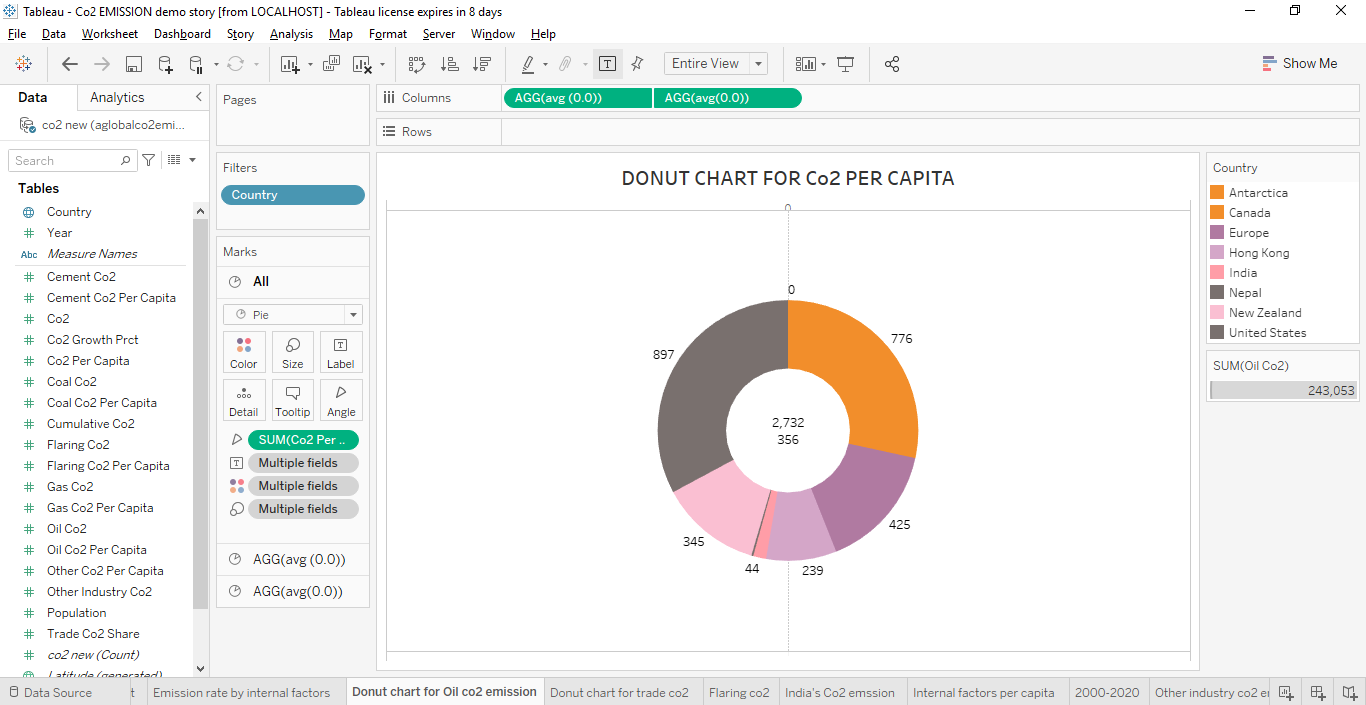 Tableau - Co2 EMISSION demo story [from LOCALHOST] - Tableau license expires in 8 days
File Data Worksheet Dashboard Story Analysis Map Format Server Window Help
Entire View
Show Me
Data Analytics
co2 new (aglobalco2emi...
Search
Tables
Country
Year
Abc Measure Names
Cement Co2
Cement Co2 Per Capita
Co2
Co2 Growth Prct
Co2 Per Capita
Coal Co2
Coal Co2 Per Capita
Cumulative Co2
Flaring Co2
Flaring Co2 Per Capita
Gas Co2
Gas Co2 Per Capita
Oil Co2
Oil Co2 Per Capita
Other Co2 Per Capita
Other Industry Co2
Population
Trade Co2 Share
co2 new (Count)
Latitude (generated)
Pages
Filters
Country
Marks
All
Pie
Color Size Label
Detail Tooltip Angle
SUM(Co2 Per ..
Multiple fields
Multiple fields
Multiple fields
AGG(avg (0.0))
AGG(avg(0.0))
Columns AGG(avg (0.0)) AGG(avg(0.0))
Rows
DONUT CHART FOR Co2 PER CAPITA
0
0
776
897
2,732
356
425
345
44
239
Country
Antarctica
Canada
Europe
Hong Kong
India
Nepal
New Zealand
United States
SUM(Oil Co2)
243,053
Data Source t Emission rate by internal factors Donut chart for Oil co2 emission Donut chart for trade co2 Flaring co2 India's Co2 emssion Internal factors per capita 2000-2020 Other industry co2 er